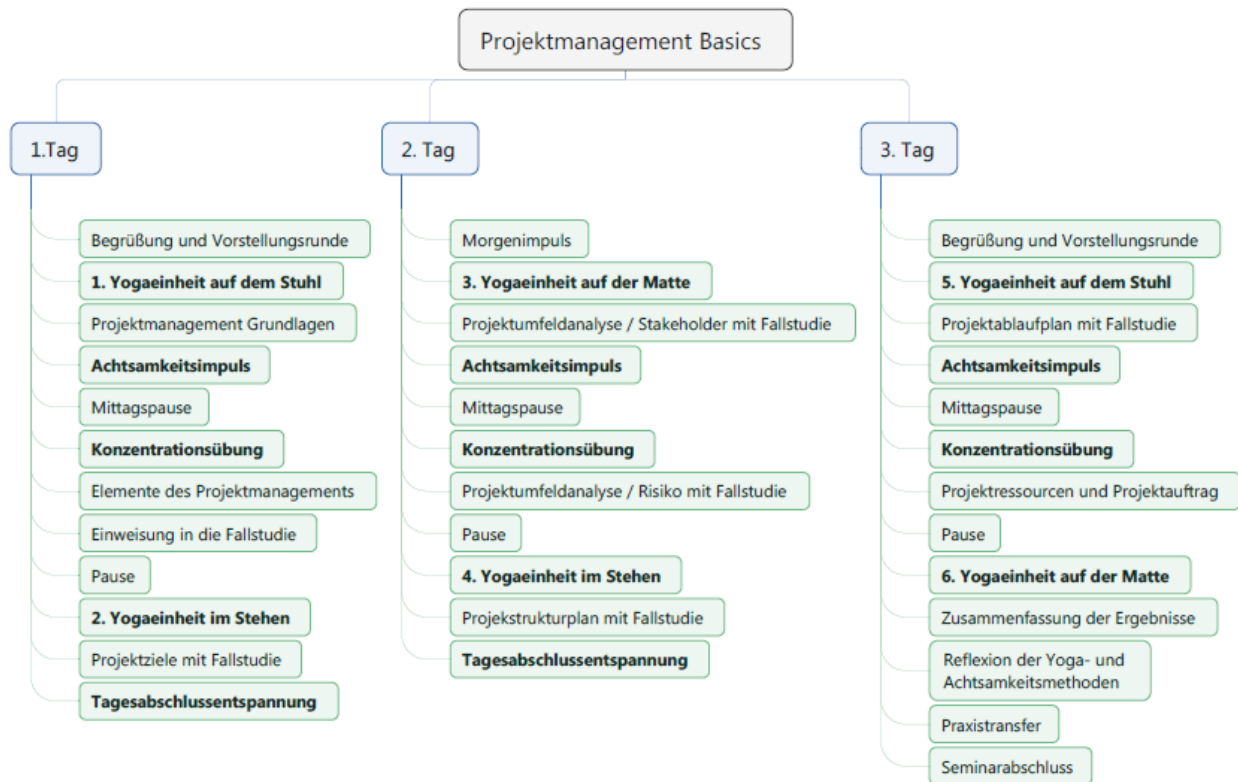 Projektmanagement Basics
1.Tag
Begrüßung und Vorstellungsrunde
1. Yogaeinheit auf dem Stuhl
Projektmanagement Grundlagen
Achtsamkeitsimpuls
Mittagspause
Konzentrationsübung
Elemente des Projektmanagements
Einweisung in die Fallstudie
Pause
2. Yogaeinheit im Stehen
Projektziele mit Fallstudie
Tagesabschlussentspannung
2. Tag
Morgenimpuls
3. Yogaeinheit auf der Matte
Projektumfeldanalyse / Stakeholder mit Fallstudie
Achtsamkeitsimpuls
Mittagspause
Konzentrationsübung
Projektumfeldanalyse / Risiko mit Fallstudie
Pause
4. Yogaeinheit im Stehen
Projekstrukturplan mit Fallstudie
Tagesabschlussentspannung
3. Tag
Begrüßung und Vorstellungsrunde
5. Yogaeinheit auf dem Stuhl
Projektablaufplan mit Fallstudie
Achtsamkeitsimpuls
Mittagspause
Konzentrationsübung
Projektressourcen und Projektauftrag
Pause
6. Yogaeinheit auf der Matte
Zusammenfassung der Ergebnisse
Reflexion der Yoga- und
Achtsamkeitsmethoden
Praxistransfer
Seminarabschluss